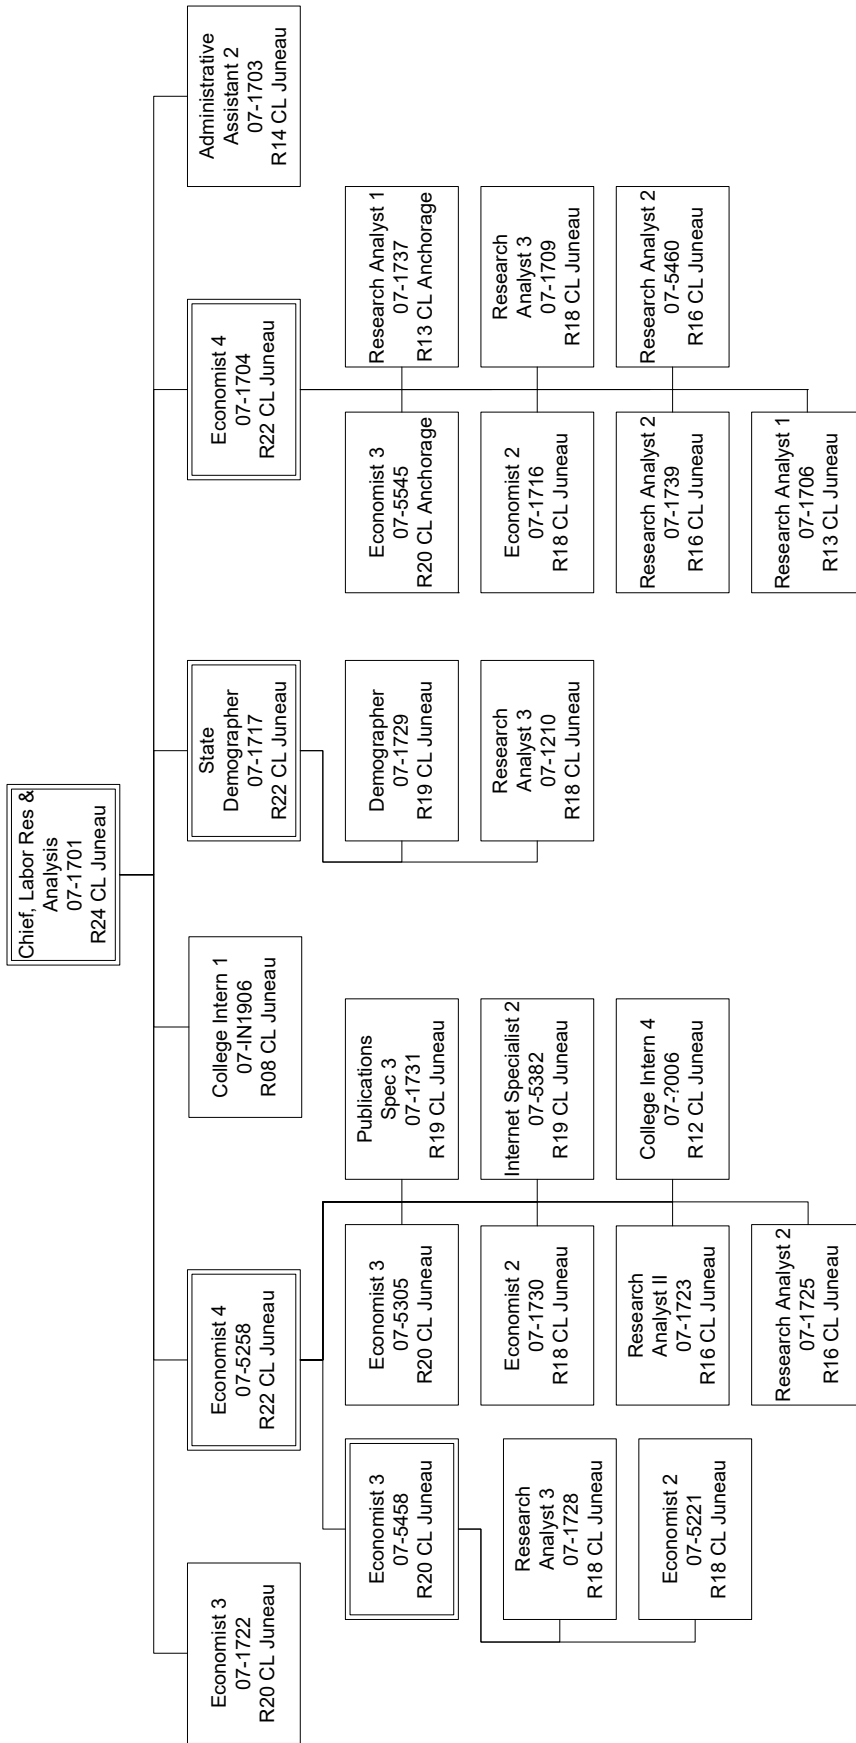 Chief, Labor Res &
Analysis
07-1701
R24 CL Juneau
Economist 3
07-1722
R20 CL Juneau
Economist 4
07-5258
R22 CL Juneau
College Intern 1
07-IN1906
R08 CL Juneau
State
Demographer
07-1717
R22 CL Juneau
Economist 4
07-1704
R22 CL Juneau
Administrative
Assistant 2
07-1703
R14 CL Juneau
Economist 3
07-5458
R20 CL Juneau
Research
Analyst 3
07-1728
R18 CL Juneau
Economist 2
07-5221
R18 CL Juneau
Economist 3
07-5305
R20 CL Juneau
Publications
Spec 3
07-1731
R19 CL Juneau
Economist 2
07-1730
R18 CL Juneau
Internet Specialist 2
07-5382
R19 CL Juneau
Research
Analyst II
07-1723
R16 CL Juneau
College Intern 4
07-?006
R12 CL Juneau
Research Analyst 2
07-1725
R16 CL Juneau
Demographer
07-1729
R19 CL Juneau
Research
Analyst 3
07-1210
R18 CL Juneau
Economist 3
07-5545
R20 CL Anchorage
Research Analyst 1
07-1737
R13 CL Anchorage
Economist 2
07-1716
R18 CL Juneau
Research
Analyst 3
07-1709
R18 CL Juneau
Research Analyst 2
07-1739
R16 CL Juneau
Research Analyst 2
07-5460
R16 CL Juneau
Research Analyst 1
07-1706
R13 CL Juneau